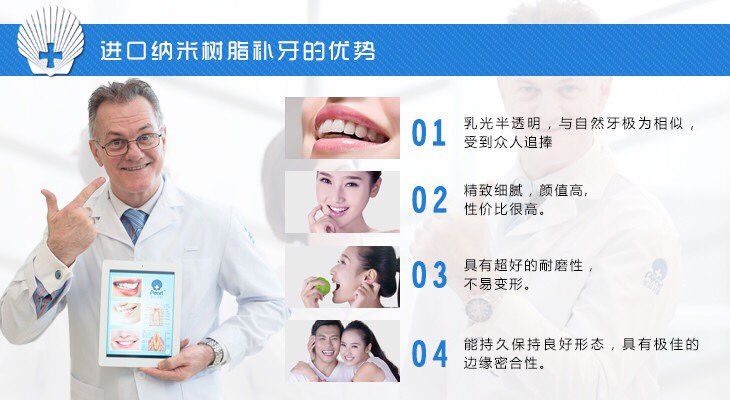 进口纳米树脂补牙的优势
01
乳光半透明，与自然牙极为相似，
受到众人追捧
02
精致细腻，颜值高，
性价比很高。
03
具有超好的耐磨性，
不易变形。
04
能持久保持良好形态，具有极佳的
边缘密合性。
Pearl